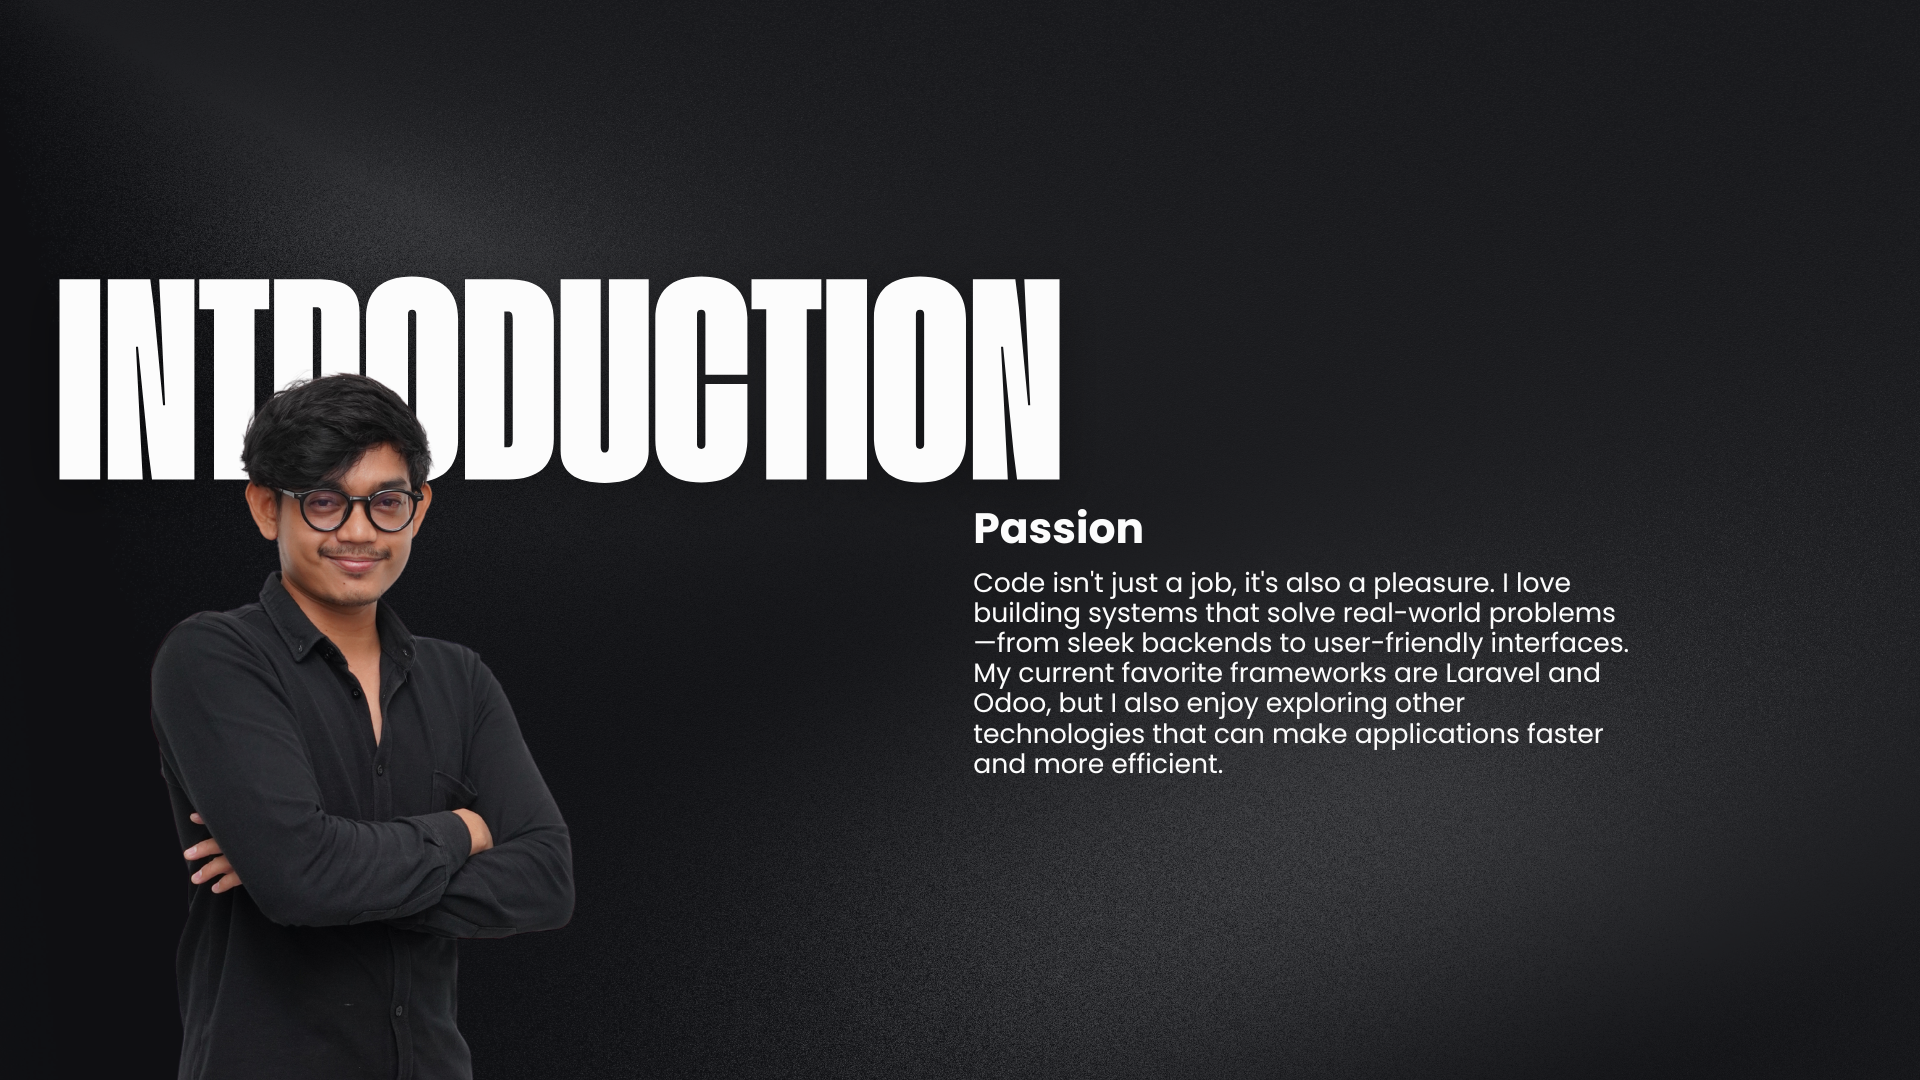 INTRODUCTION
Passion
Code isn't just a job, it's also a pleasure. I love
building systems that solve real-world problems
—from sleek backends to user-friendly interfaces.
My current favorite frameworks are Laravel and
Odoo, but I also enjoy exploring other
technologies that can make applications faster
and more efficient.